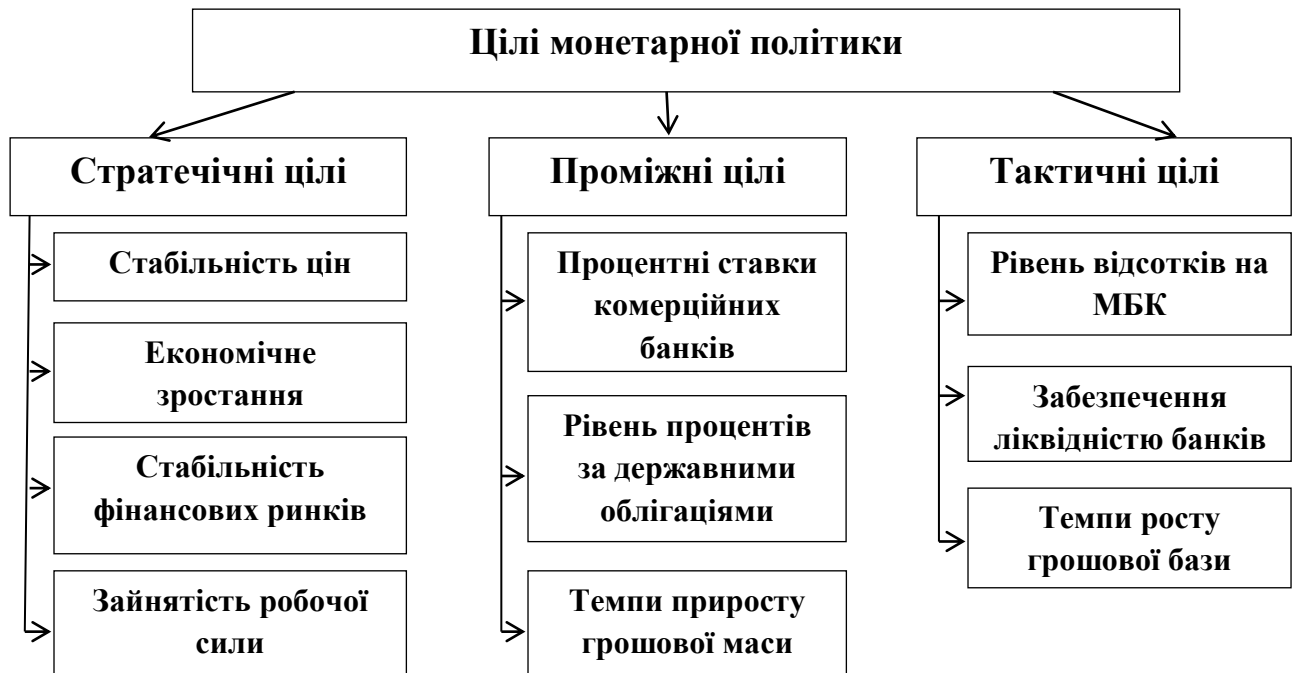 Цілі монетарної політики
Стратечічні цілі
Стабільність цін
Економічне
зростання
Стабільність
фінансових ринків
Зайнятість робочої
сили
Проміжні цілі
Процентні ставки
комерційних
банків
Рівень процентів
за державними
облігаціями
Темпи приросту
грошової маси
Тактичні цілі
Рівень відсотків на
МБК
Забезпечення
ліквідністю банків
Темпи росту
грошової бази